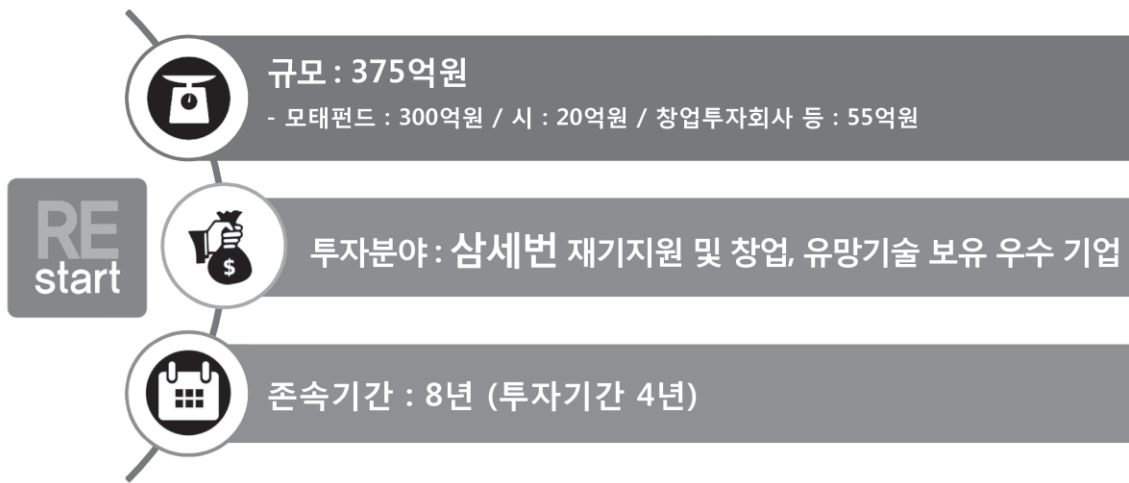 규모 : 375억원
- 모태펀드 : 300억원 / 시 : 20억원 / 창업투자회사 등 : 55억원
RE
start
$
투자분야 : 삼세번 재기지원 및 창업, 유망기술 보유 우수 기업
존속기간 : 8년 (투자기간 4년)